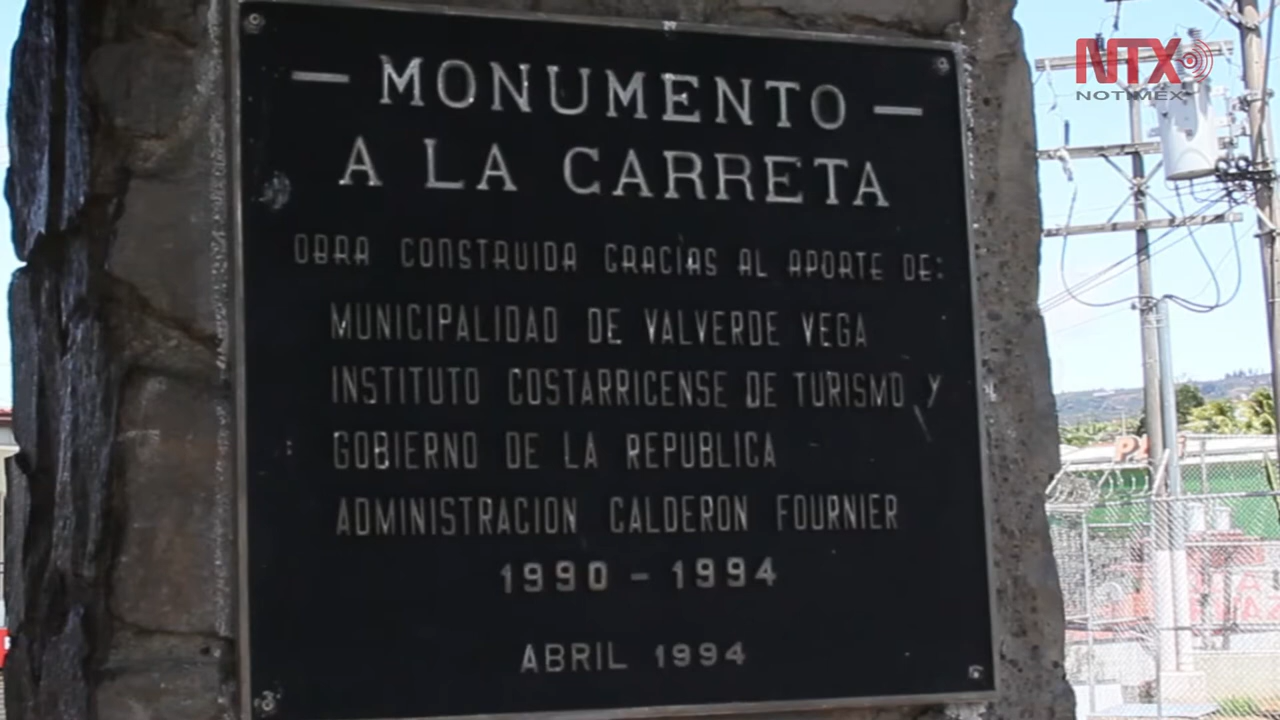 NTX
NOTIMEX
— MONUMENTO —
A LA CARRETA
OBRA CONSTRUIDA GRACÍAS AL APORTE DE:
MUNICIPALIDAD DE VALVERDE VEGA
INSTITUTO COSTARRICENSE DE TURISMO Y
GOBIERNO DE LA REPUBLICA
ADMINISTRACION CALDERON FOURNIER
1990 - 1994
ABRIL 1994